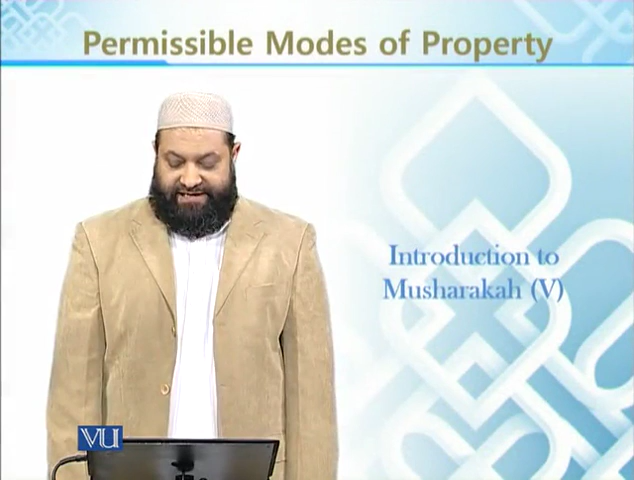 Permissible Modes of Property
Introduction to
Musharakah (V)
VU